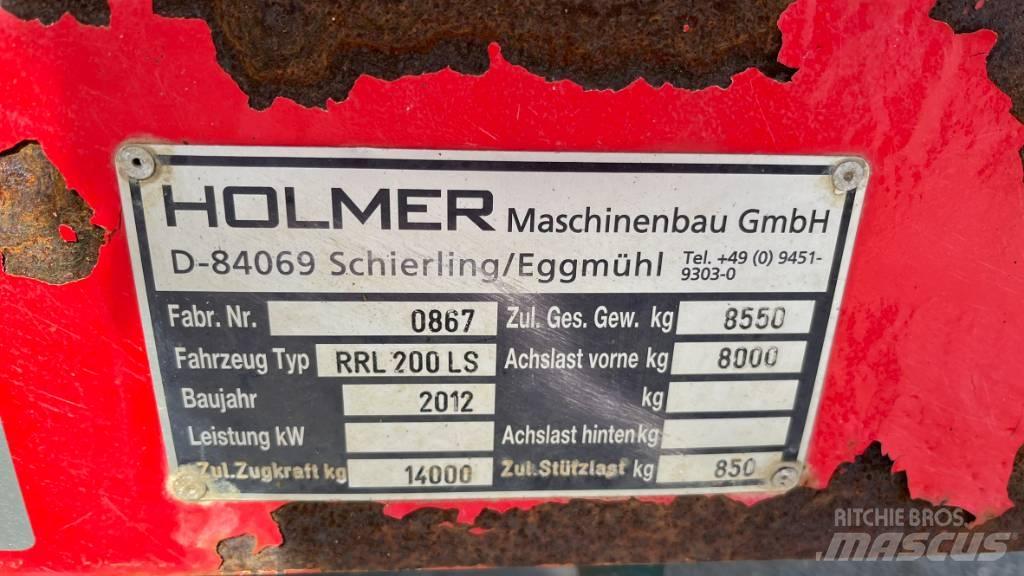 HOLMER Maschinenbau GmbH
D-84069 Schierling/Eggmühl Tel. +49 (0) 9451-
9303-0
Fabr. Nr. 0867 Zul. Ges. Gew. kg 8550
Fahrzeug Typ RRL 200 LS Achslast vorne kg 8000
Baujahr 2012 kg
Leistung kW Achslast hinten kg
Zul. Zugkraft kg 14000 Zul. Stützlast kg 850
RITCHIE BROS.
MASCUS